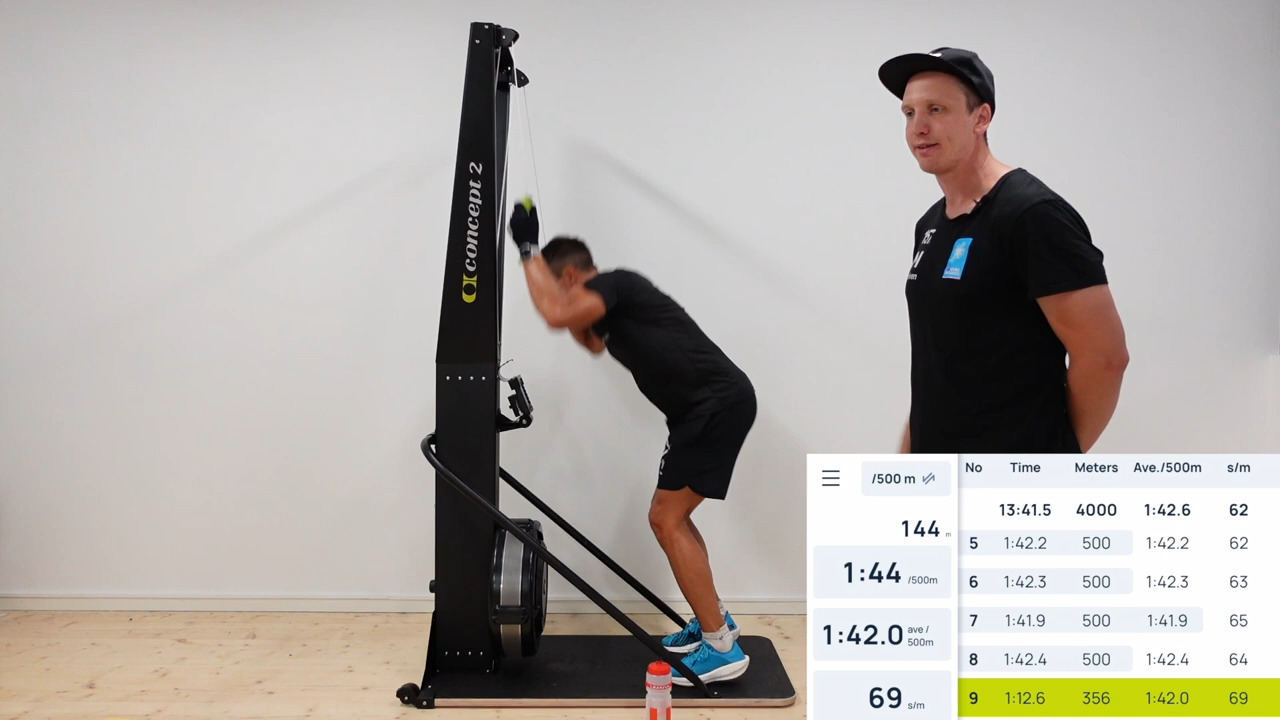 concept 2
/500 m
144 m
1:44 /500m
1:42.0 ave / 500m
69 s/m
No Time Meters Ave./500m s/m
13:41.5 4000 1:42.6 62
5 1:42.2 500 1:42.2 62
6 1:42.3 500 1:42.3 63
7 1:41.9 500 1:41.9 65
8 1:42.4 500 1:42.4 64
9 1:12.6 356 1:42.0 69